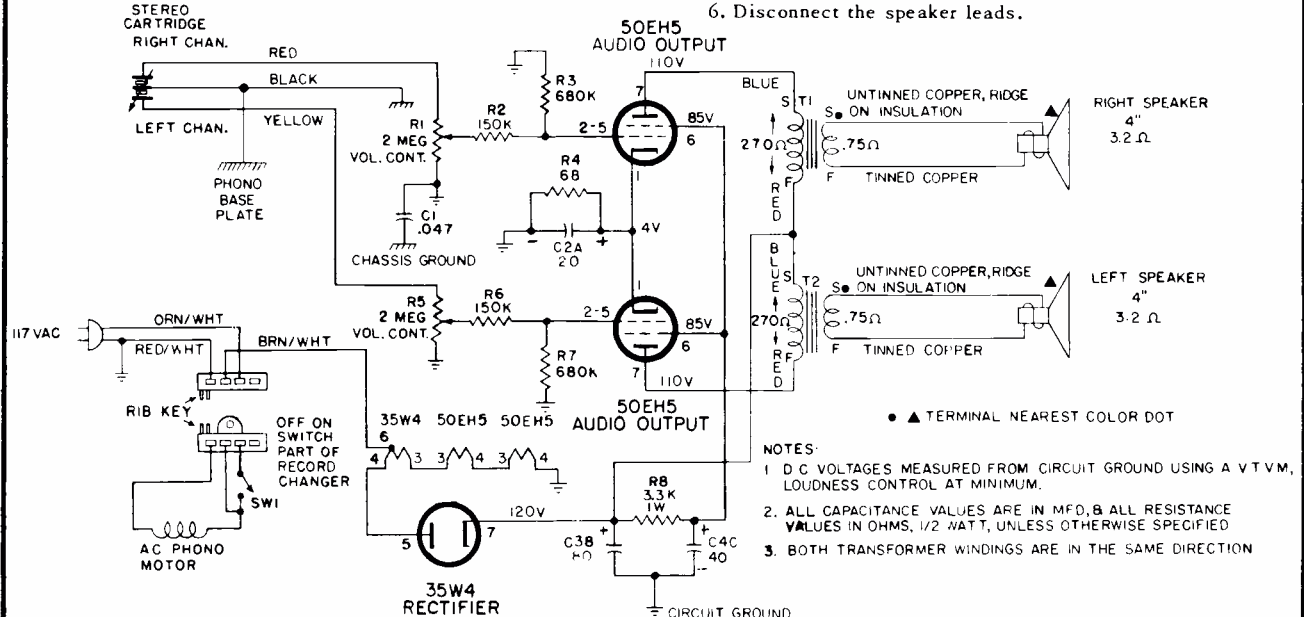 6. Disconnect the speaker leads.
STEREO
CARTRIDGE
RIGHT CHAN.
RED
BLACK
YELLOW
LEFT CHAN.
PHONO
BASE
PLATE
R1
2 MEG
VOL. CONT.
C1
.047
CHASSIS GROUND
R2
150K
R3
680K
R4
68
C2A
20
- +
4V
50EH5
AUDIO OUTPUT
110V
7
2-5
85V
6
1
BLUE
S T1
270Ω
F
RED
S
.75Ω
F
UNTINNED COPPER, RIDGE
ON INSULATION
TINNED COPPER
RIGHT SPEAKER
4"
3.2 Ω
R5
2 MEG
VOL. CONT.
R6
150K
R7
680K
1
2-5
85V
6
7
110V
50EH5
AUDIO OUTPUT
BLUE
S T2
270Ω
F
RED
S
.75Ω
F
UNTINNED COPPER, RIDGE
ON INSULATION
TINNED COPPER
LEFT SPEAKER
4"
3.2 Ω
117 VAC
ORN/WHT
RED/WHT
BRN/WHT
RIB KEY
OFF ON
SWITCH
PART OF
RECORD
CHANGER
SW1
AC PHONO
MOTOR
35W4 50EH5 50EH5
6
4 3 3 4 3 4
5
7
120V
35W4
RECTIFIER
R8
3.3K
1W
C3B
80
+
C4C
40
-
CIRCUIT GROUND
● ▲ TERMINAL NEAREST COLOR DOT
NOTES:
1 D C VOLTAGES MEASURED FROM CIRCUIT GROUND USING A V T V M,
LOUDNESS CONTROL AT MINIMUM.
2. ALL CAPACITANCE VALUES ARE IN MFD, & ALL RESISTANCE
VALUES IN OHMS, 1/2 WATT, UNLESS OTHERWISE SPECIFIED
3. BOTH TRANSFORMER WINDINGS ARE IN THE SAME DIRECTION